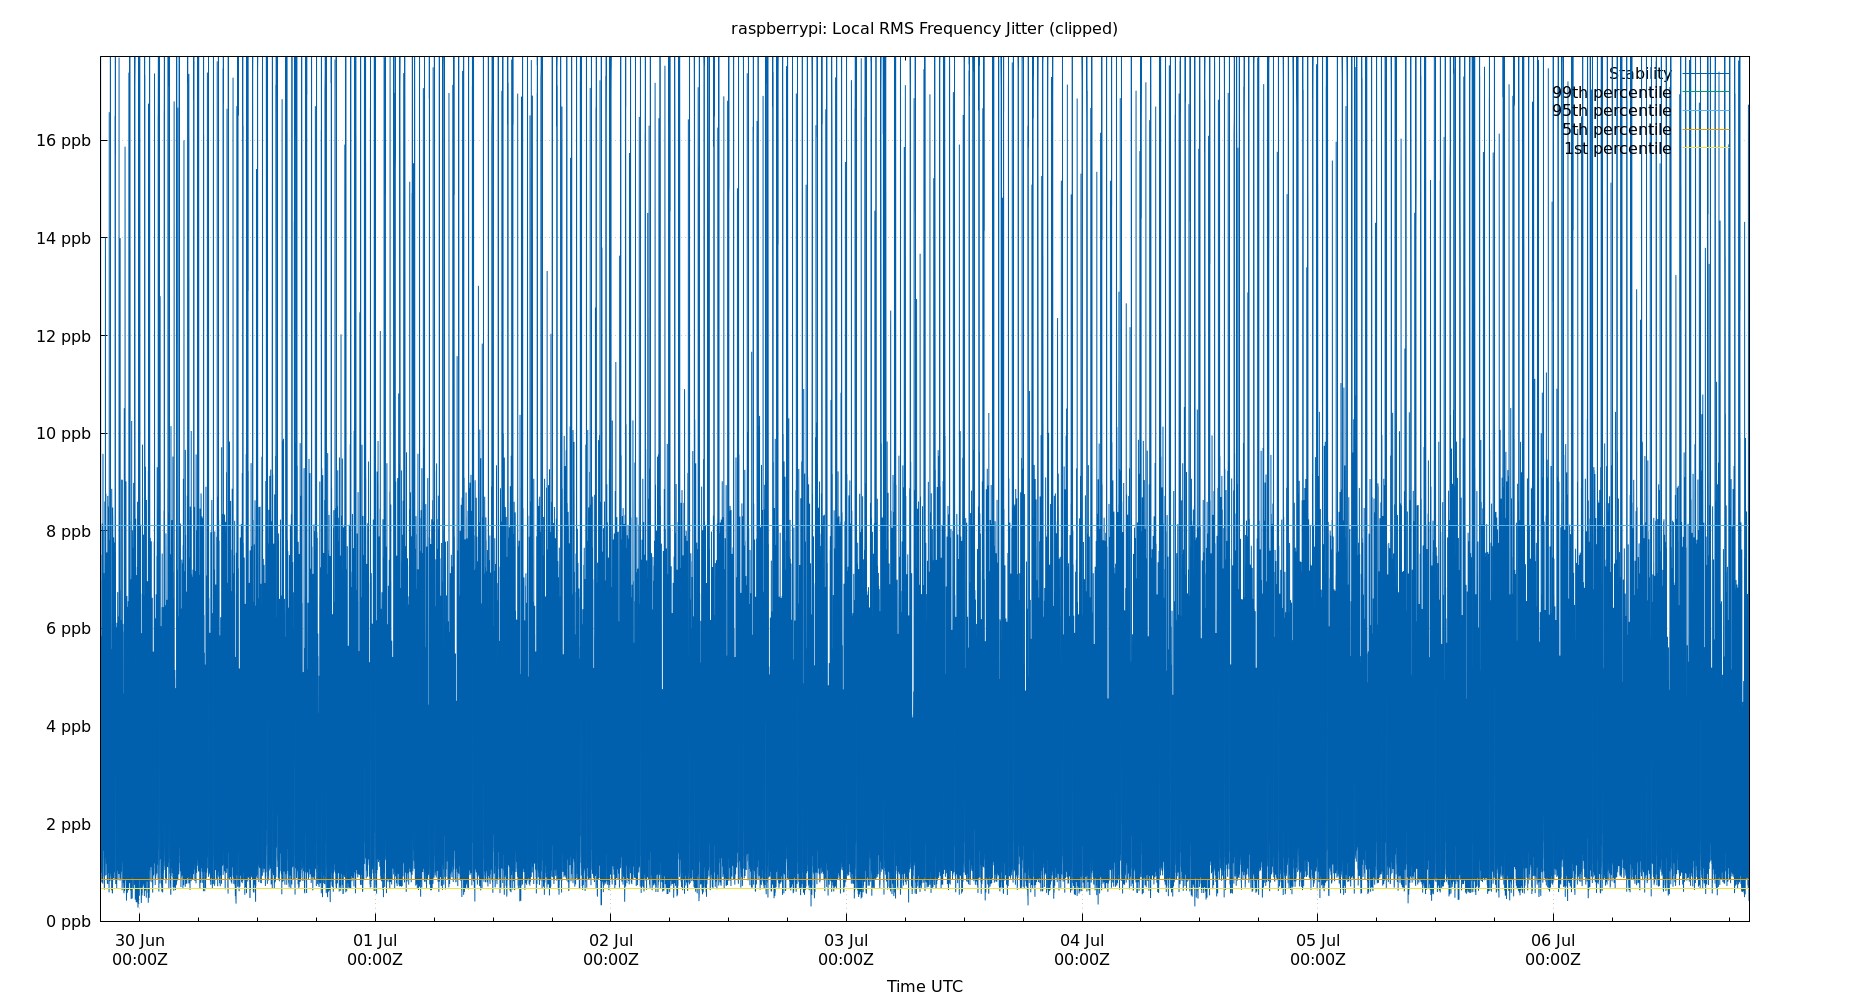 raspberrypi: Local RMS Frequency Jitter (clipped)
Stability
99th percentile
95th percentile
5th percentile
1st percentile
16 ppb
14 ppb
12 ppb
10 ppb
8 ppb
6 ppb
4 ppb
2 ppb
0 ppb
30 Jun 01 Jul 02 Jul 03 Jul 04 Jul 05 Jul 06 Jul
00:00Z 00:00Z 00:00Z 00:00Z 00:00Z 00:00Z 00:00Z
Time UTC